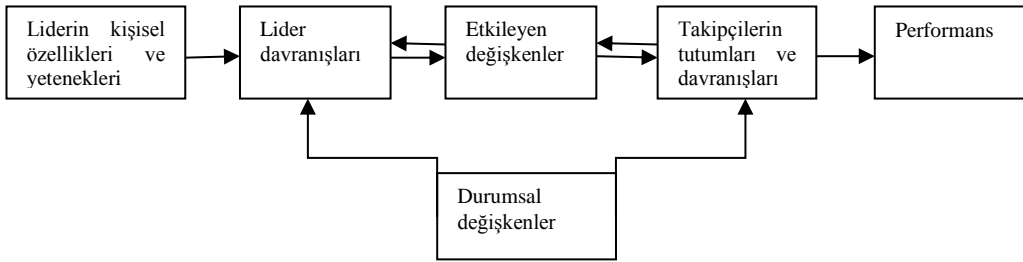 Liderin kişisel
özellikleri ve
yetenekleri
Lider
davranışları
Etkileyen
değişkenler
Takipçilerin
tutumları ve
davranışları
Performans
Durumsal
değişkenler